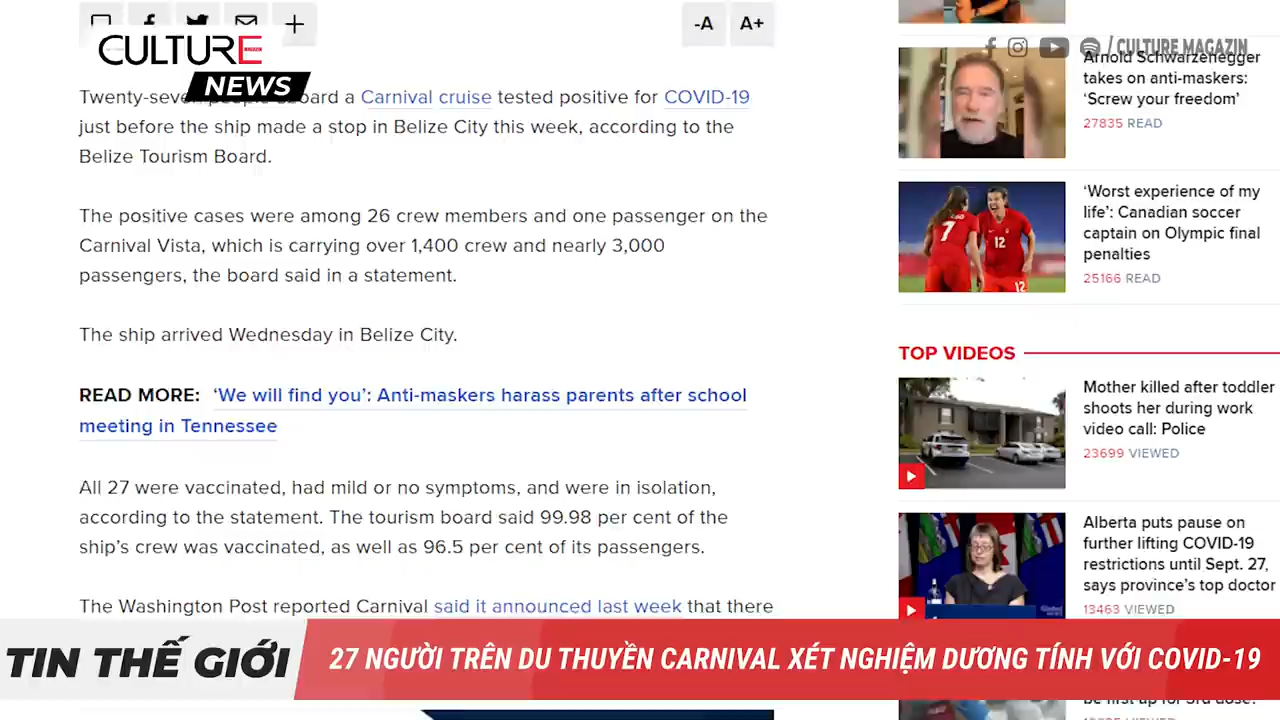 -A A+
CULTURE
NEWS
/ CULTURE MAGAZIN
Twenty-seven people aboard a Carnival cruise tested positive for COVID-19
just before the ship made a stop in Belize City this week, according to the
Belize Tourism Board.
The positive cases were among 26 crew members and one passenger on the
Carnival Vista, which is carrying over 1,400 crew and nearly 3,000
passengers, the board said in a statement.
The ship arrived Wednesday in Belize City.
READ MORE: ‘We will find you’: Anti-maskers harass parents after school
meeting in Tennessee
All 27 were vaccinated, had mild or no symptoms, and were in isolation,
according to the statement. The tourism board said 99.98 per cent of the
ship’s crew was vaccinated, as well as 96.5 per cent of its passengers.
The Washington Post reported Carnival said it announced last week that there
Arnold Schwarzenegger
takes on anti-maskers:
‘Screw your freedom’
27835 READ
‘Worst experience of my
life’: Canadian soccer
captain on Olympic final
penalties
25166 READ
7
12
12
TOP VIDEOS
Mother killed after toddler
shoots her during work
video call: Police
23699 VIEWED
Alberta puts pause on
further lifting COVID-19
restrictions until Sept. 27,
says province’s top doctor
13463 VIEWED
be first up for 3rd dose?
TIN THẾ GIỚI
27 NGƯỜI TRÊN DU THUYỀN CARNIVAL XÉT NGHIỆM DƯƠNG TÍNH VỚI COVID-19